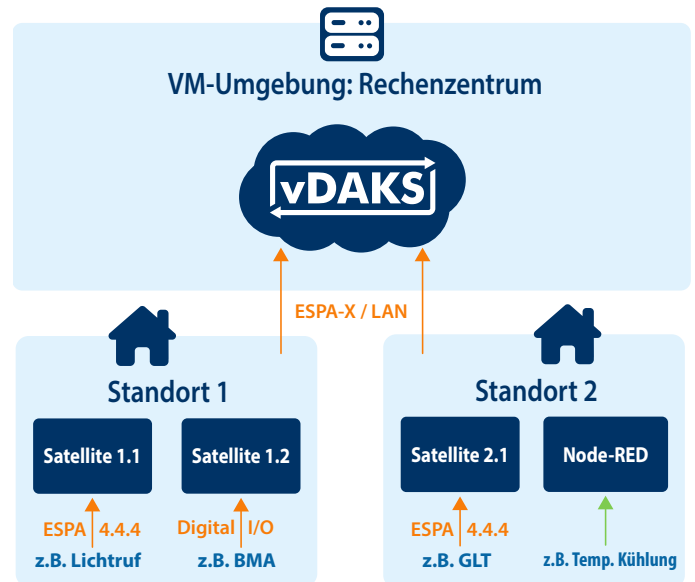 VM-Umgebung: Rechenzentrum
vDAKS
ESPA-X / LAN
Standort 1
Satellite 1.1
Satellite 1.2
ESPA 4.4.4
Digital I/O
z.B. Lichtruf
z.B. BMA
Standort 2
Satellite 2.1
Node-RED
ESPA 4.4.4
z.B. GLT
z.B. Temp. Kühlung